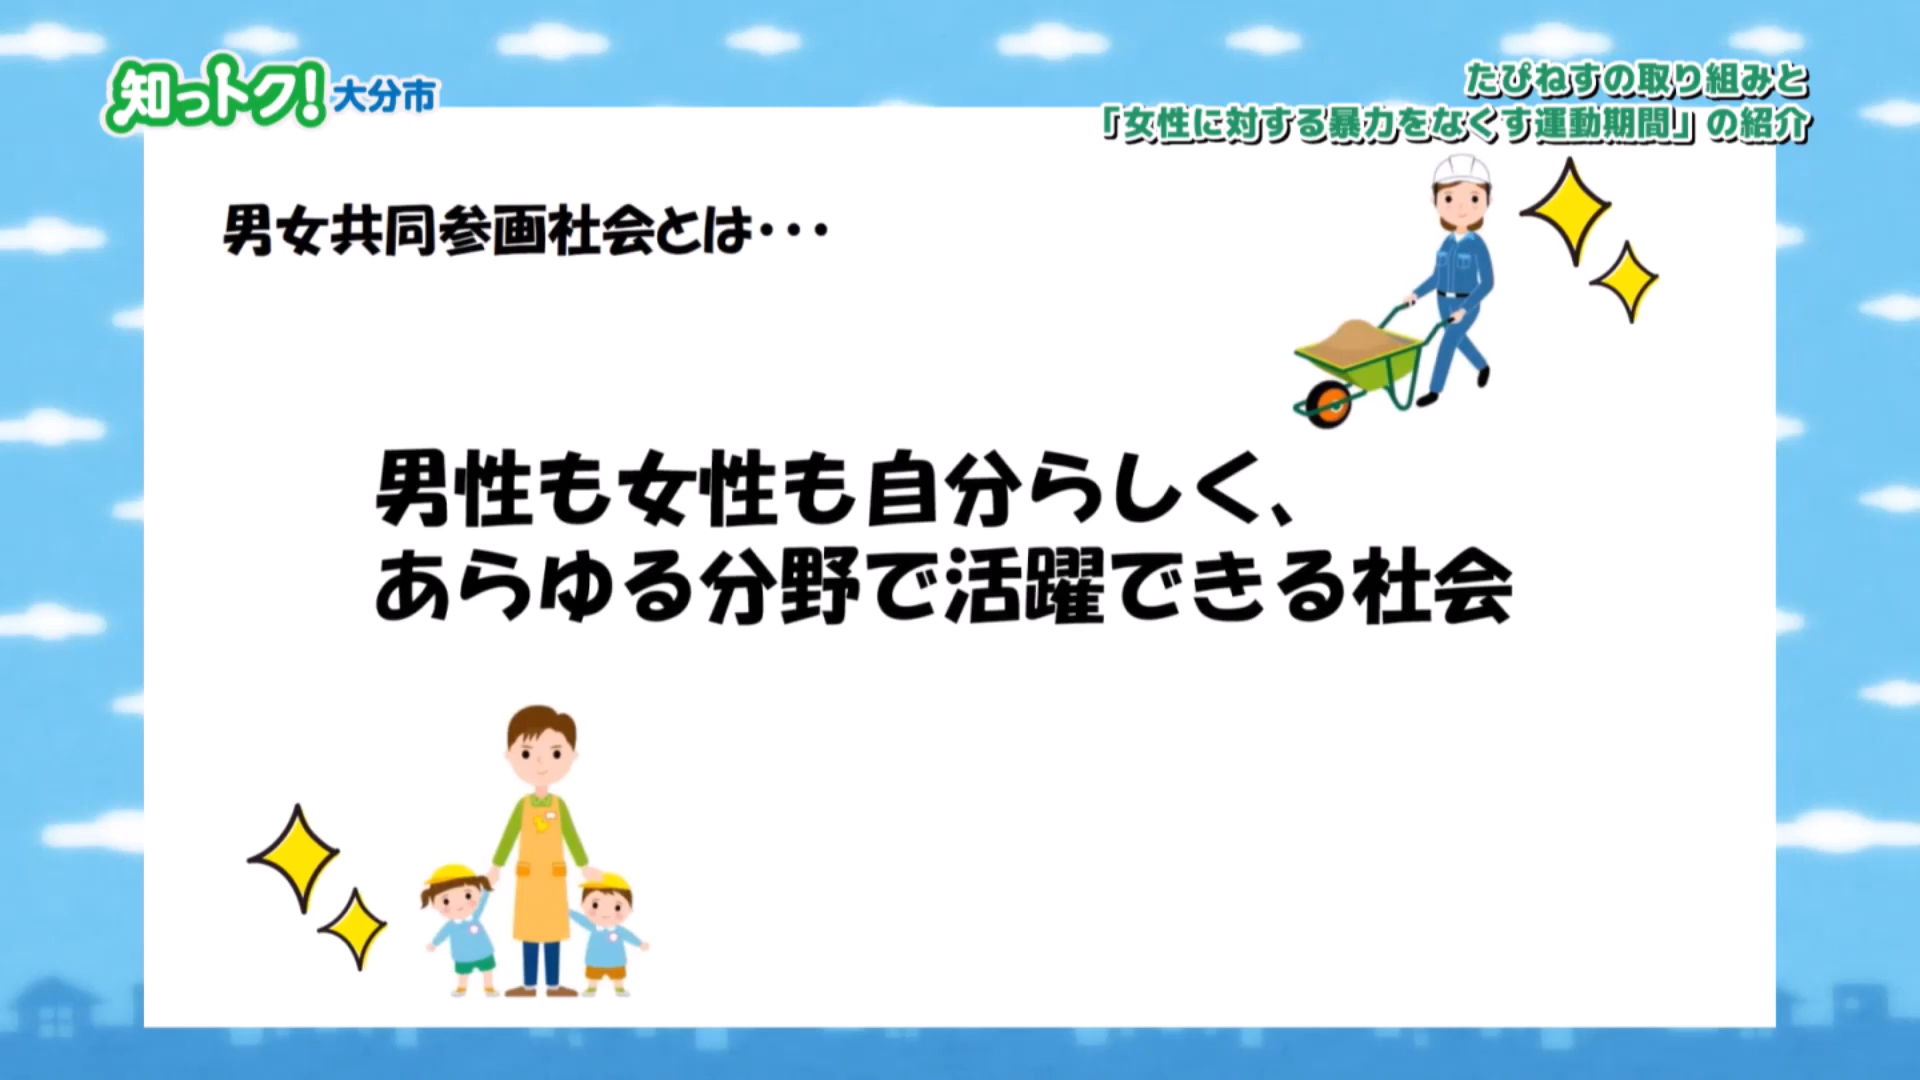 知っトク!大分市
たぴねすの取り組みと
「女性に対する暴力をなくす運動期間」の紹介
男女共同参画社会とは・・・
男性も女性も自分らしく、
あらゆる分野で活躍できる社会